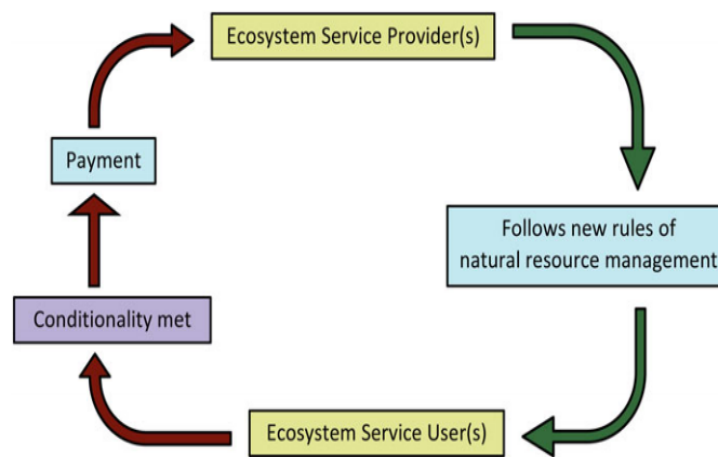 Ecosystem Service Provider(s)
Payment
Follows new rules of
natural resource management
Conditionality met
Ecosystem Service User(s)